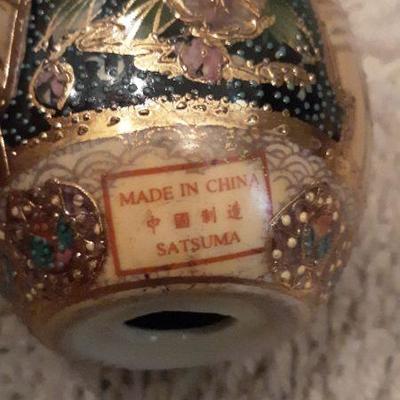 MADE IN CHINA
中國制造
SATSUMA